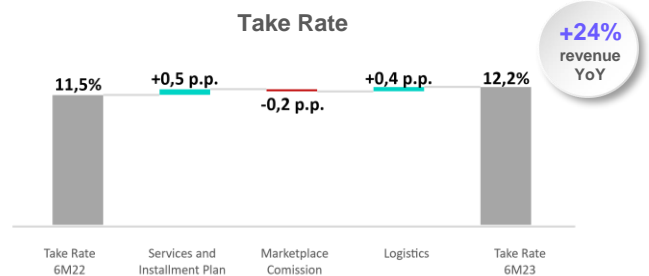 Take Rate
+24%
revenue
YoY
11,5%
+0,5 p.p.
-0,2 p.p.
+0,4 p.p.
12,2%
Take Rate
6M22
Services and
Installment Plan
Marketplace
Comission
Logistics
Take Rate
6M23